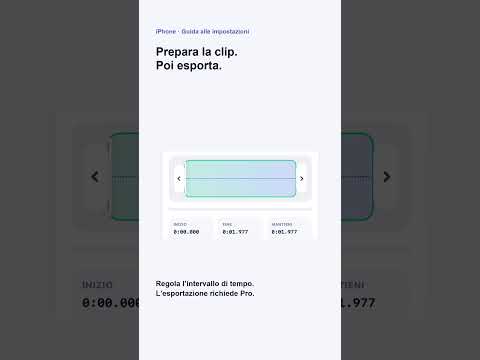 iPhone · Guida alle impostazioni
Prepara la clip.
Poi esporta.
INIZIO FINE MANTIENI
0:00.000 0:01.977 0:01.977
Regola l'intervallo di tempo.
L'esportazione richiede Pro.
INIZIO
0:00.000
TIENI
1.977